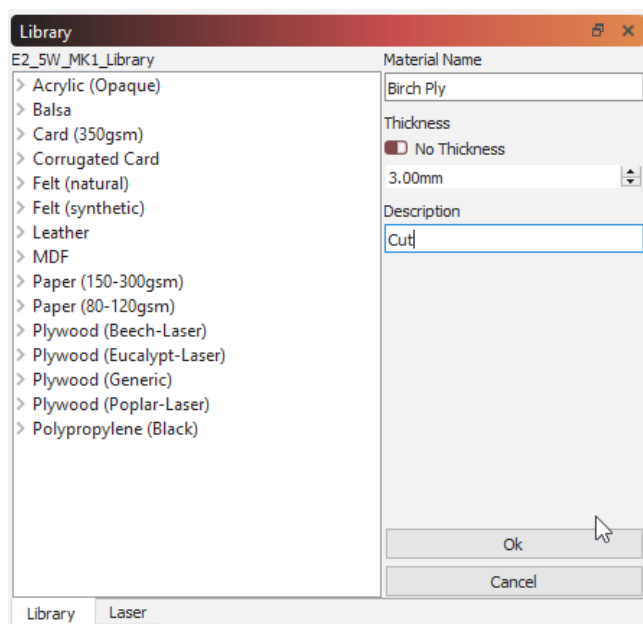 Library
E2_5W_MK1_Library
Acrylic (Opaque)
Balsa
Card (350gsm)
Corrugated Card
Felt (natural)
Felt (synthetic)
Leather
MDF
Paper (150-300gsm)
Paper (80-120gsm)
Plywood (Beech-Laser)
Plywood (Eucalypt-Laser)
Plywood (Generic)
Plywood (Poplar-Laser)
Polypropylene (Black)
Material Name
Birch Ply
Thickness
No Thickness
3.00mm
Description
Cut
Ok
Cancel
Library
Laser